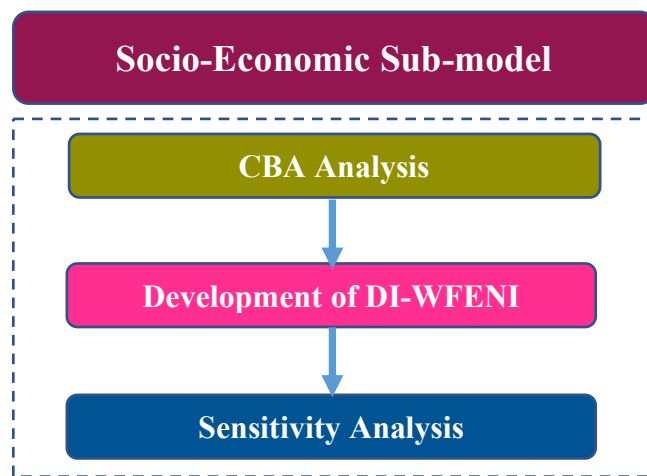 Socio-Economic Sub-model
CBA Analysis
Development of DI-WFENI
Sensitivity Analysis